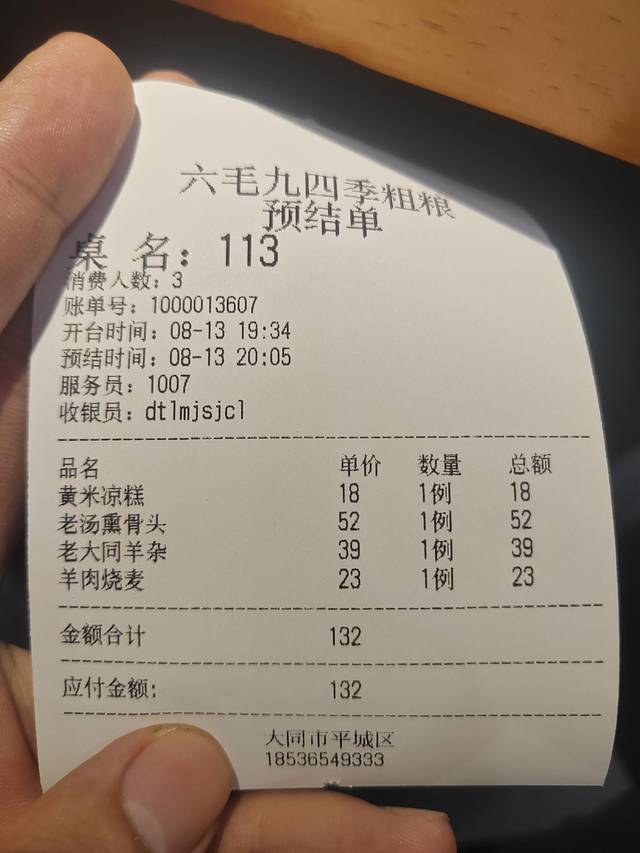 六毛九四季粗粮
预结单
桌 名：113
消费人数：3
账单号：1000013607
开台时间：08-13 19:34
预结时间：08-13 20:05
服务员：1007
收银员：dtlmjsjcl
品名 单价 数量 总额
黄米凉糕 18 1例 18
老汤熏骨头 52 1例 52
老大同羊杂 39 1例 39
羊肉烧麦 23 1例 23
金额合计 132
应付金额: 132
大同市平城区
18536549333